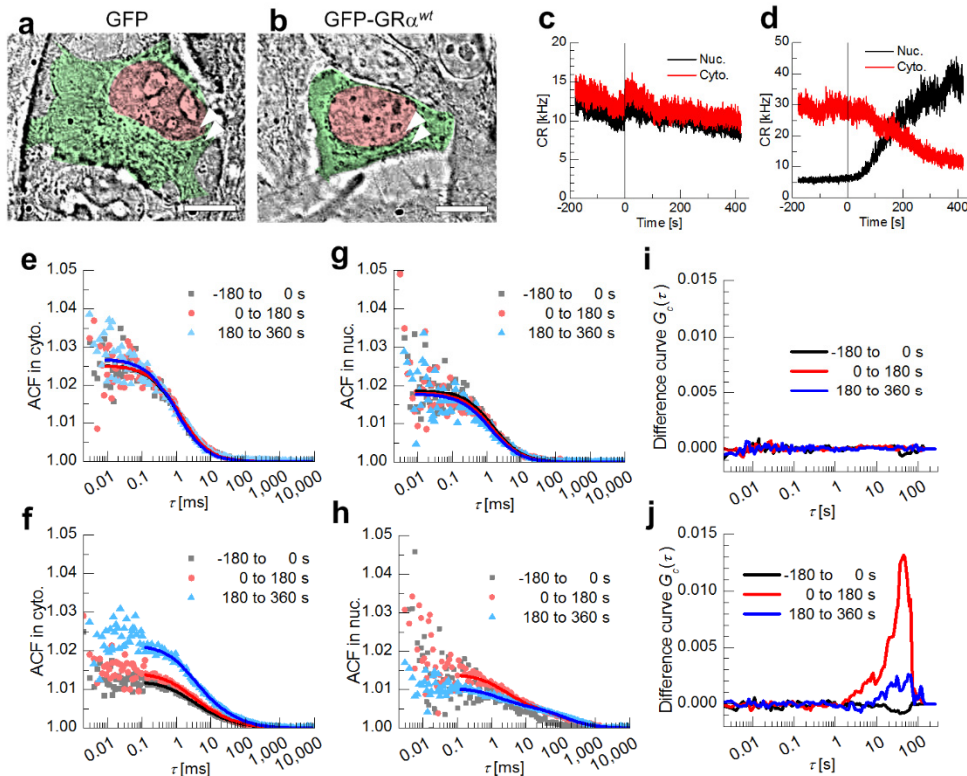 a
GFP
b
GFP-GRα^wt
c
CR [kHz]
25
20
15
10
5
0
Nuc.
Cyto.
-200 0 200 400
Time [s]
d
CR [kHz]
50
40
30
20
10
0
Nuc.
Cyto.
-200 0 200 400
Time [s]
e
ACF in cyto.
1.05
1.04
1.03
1.02
1.01
1.00
-180 to 0 s
0 to 180 s
180 to 360 s
0.01 0.1 1 10 100 1,000 10,000
τ [ms]
g
ACF in nuc.
1.05
1.04
1.03
1.02
1.01
1.00
-180 to 0 s
0 to 180 s
180 to 360 s
0.01 0.1 1 10 100 1,000 10,000
τ [ms]
i
Difference curve G_c(τ)
0.015
0.010
0.005
0.000
-180 to 0 s
0 to 180 s
180 to 360 s
0.01 0.1 1 10 100
τ [s]
f
ACF in cyto.
1.05
1.04
1.03
1.02
1.01
1.00
-180 to 0 s
0 to 180 s
180 to 360 s
0.01 0.1 1 10 100 1,000 10,000
τ [ms]
h
ACF in nuc.
1.05
1.04
1.03
1.02
1.01
1.00
-180 to 0 s
0 to 180 s
180 to 360 s
0.01 0.1 1 10 100 1,000 10,000
τ [ms]
j
Difference curve G_c(τ)
0.015
0.010
0.005
0.000
-180 to 0 s
0 to 180 s
180 to 360 s
0.01 0.1 1 10 100
τ [s]